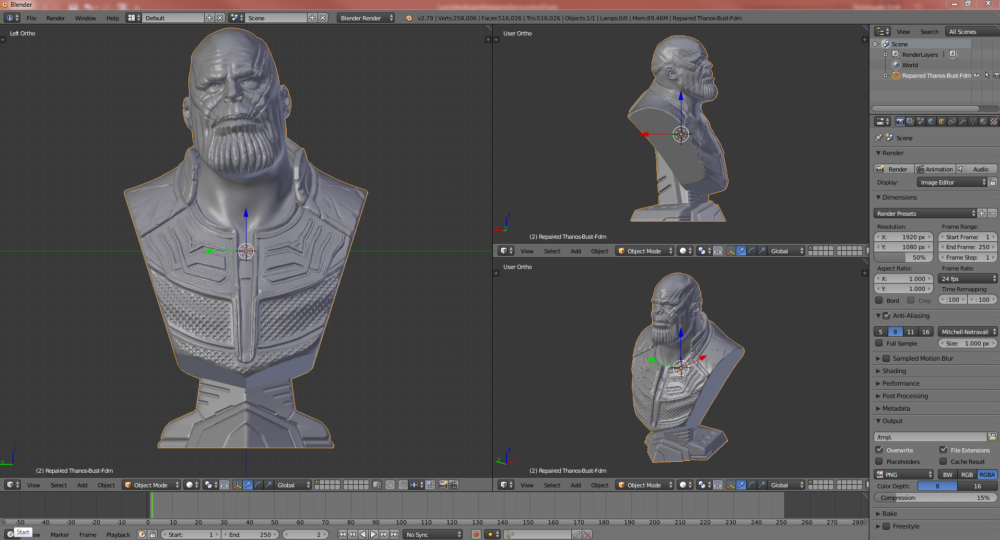 Blender
File Render Window Help Default Scene Blender Render v2.79 | Verts:258,006 | Faces:516,026 | Tris:516,026 | Objects:1/1 | Lamps:0/0 | Mem:89.46M | Repaired Thanos-Bust-Fdm
Left Ortho
z
y
(2) Repaired Thanos-Bust-Fdm
View Select Add Object Object Mode Global
User Ortho
z
x y
(2) Repaired Thanos-Bust-Fdm
View Select Add Object Object Mode Global
User Ortho
z
y x
(2) Repaired Thanos-Bust-Fdm
View Select Add Object Object Mode Global
View Search All Scenes
Scene
RenderLayers |
World
Repaired Thanos-Bust-Fdm
Scene
Render
Render Animation Audio
Display: Image Editor
Dimensions
Render Presets
Resolution: Frame Range:
X: 1920 px Start Frame: 1
Y: 1080 px End Frame: 250
50% Frame Step: 1
Aspect Ratio: Frame Rate:
X: 1.000 24 fps
Y: 1.000 Time Remapping:
Bord Crop :100 : 100
Anti-Aliasing
5 8 11 16 Mitchell-Netravali
Full Sample Size: 1.000 px
Sampled Motion Blur
Shading
Performance
Post Processing
Metadata
Output
/tmp\
Overwrite File Extensions
Placeholders Cache Result
PNG BW RGB RGBA
Color Depth: 8 16
Compression: 15%
Bake
Freestyle
-50 -40 -30 -20 -10 0 10 20 30 40 50 60 70 80 90 100 110 120 130 140 150 160 170 180 190 200 210 220 230 240 250 260 270 280
Start
Marker Frame Playback Start: 1 End: 250 2 No Sync